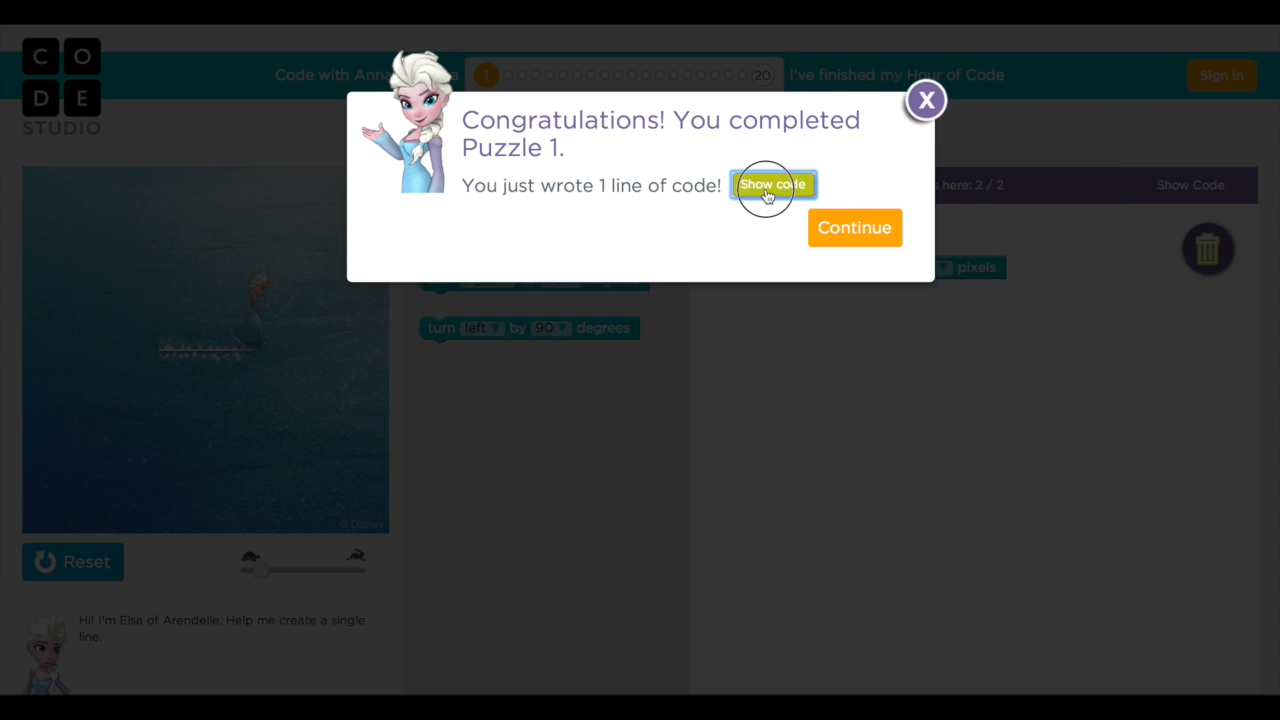 C O
D E
STUDIO
Code with Anna
a
1
20
I've finished my Hour of Code
Sign in
X
Congratulations! You completed
Puzzle 1.
You just wrote 1 line of code!
Show code
Continue
s here: 2 / 2
Show Code
pixels
turn left by 90 degrees
© Disney
Reset
Hi! I'm Elsa of Arendelle. Help me create a single
line.